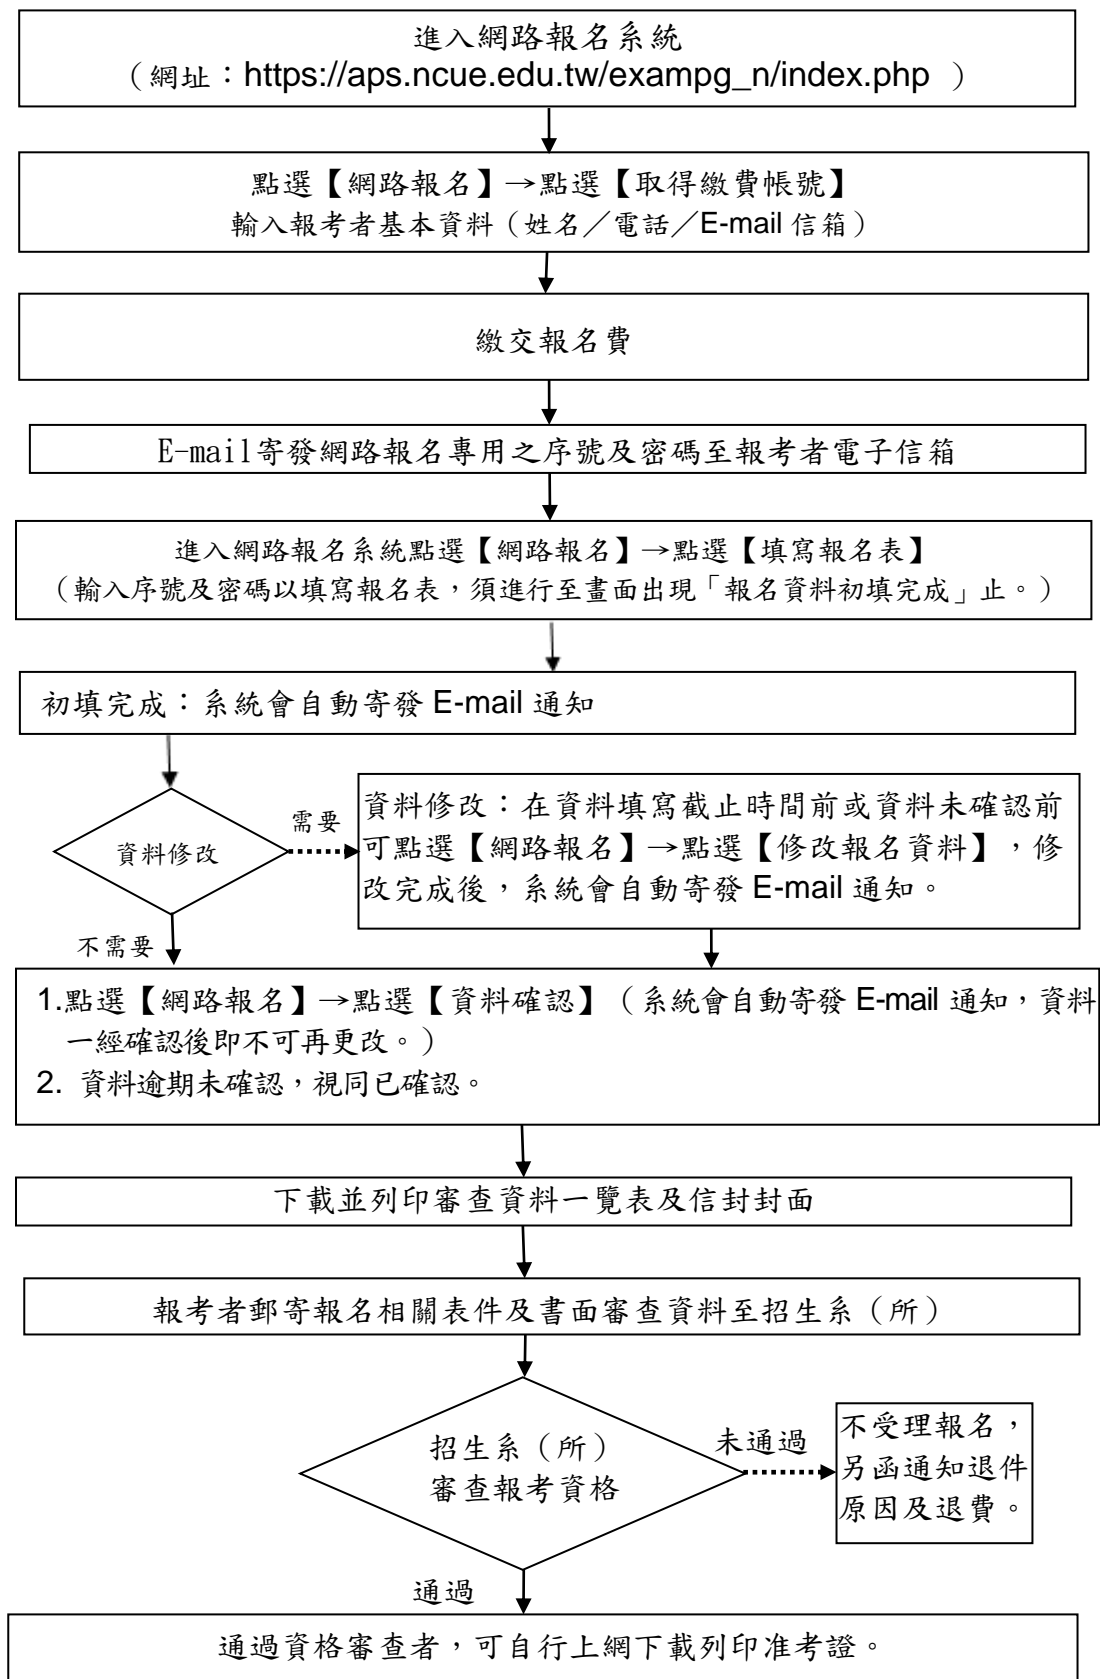 進入網路報名系統
（網址：https://aps.ncue.edu.tw/exampg_n/index.php ）
點選【網路報名】→點選【取得繳費帳號】
輸入報考者基本資料（姓名／電話／E-mail 信箱）
繳交報名費
E-mail寄發網路報名專用之序號及密碼至報考者電子信箱
進入網路報名系統點選【網路報名】→點選【填寫報名表】
（輸入序號及密碼以填寫報名表，須進行至畫面出現「報名資料初填完成」止。）
初填完成：系統會自動寄發 E-mail 通知
資料修改
需要
資料修改：在資料填寫截止時間前或資料未確認前
可點選【網路報名】→點選【修改報名資料】，修
改完成後，系統會自動寄發 E-mail 通知。
不需要
1.點選【網路報名】→點選【資料確認】（系統會自動寄發 E-mail 通知，資料
一經確認後即不可再更改。）
2. 資料逾期未確認，視同已確認。
下載並列印審查資料一覽表及信封封面
報考者郵寄報名相關表件及書面審查資料至招生系（所）
招生系（所）
審查報考資格
未通過
不受理報名，
另函通知退件
原因及退費。
通過
通過資格審查者，可自行上網下載列印准考證。